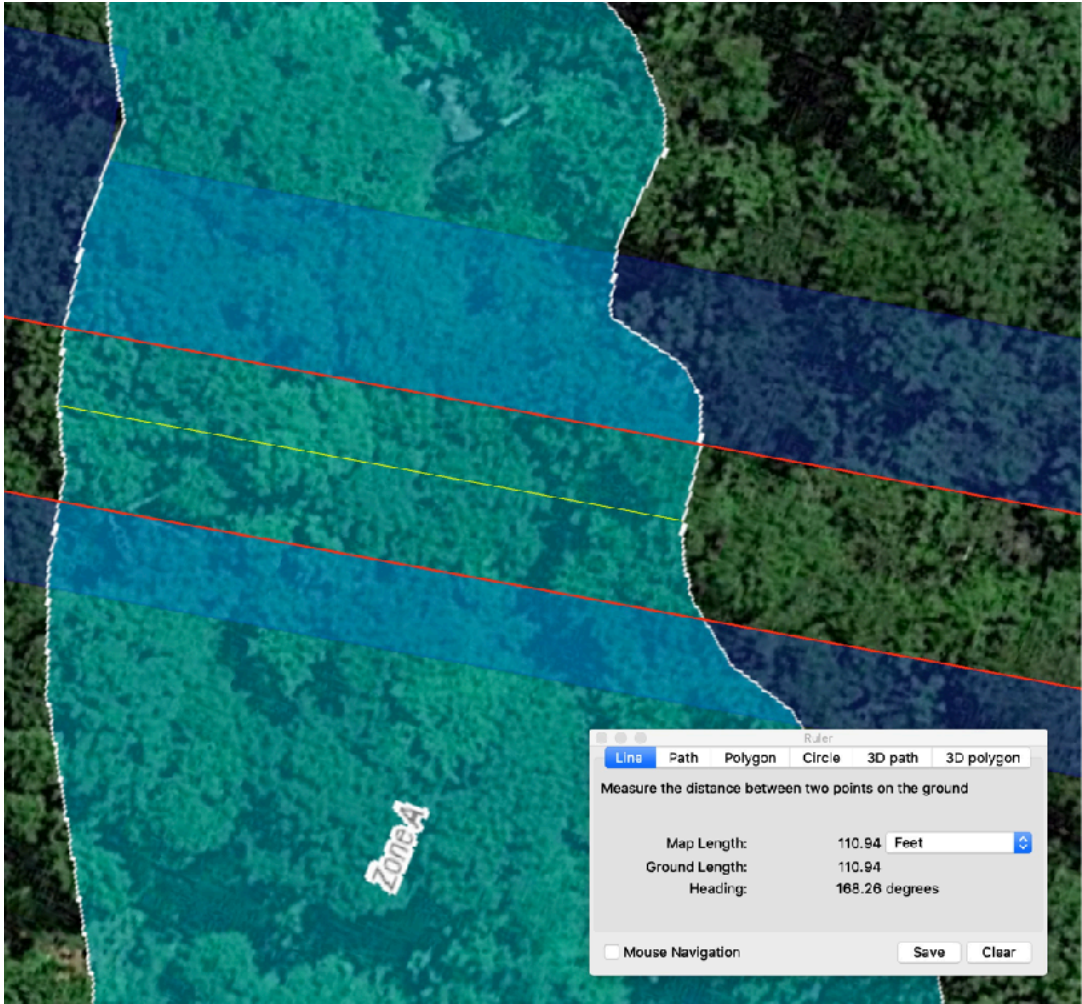 Zone A
Ruler
Line Path Polygon Circle 3D path 3D polygon
Measure the distance between two points on the ground
Map Length: 110.94 Feet
Ground Length: 110.94
Heading: 168.26 degrees
Mouse Navigation Save Clear